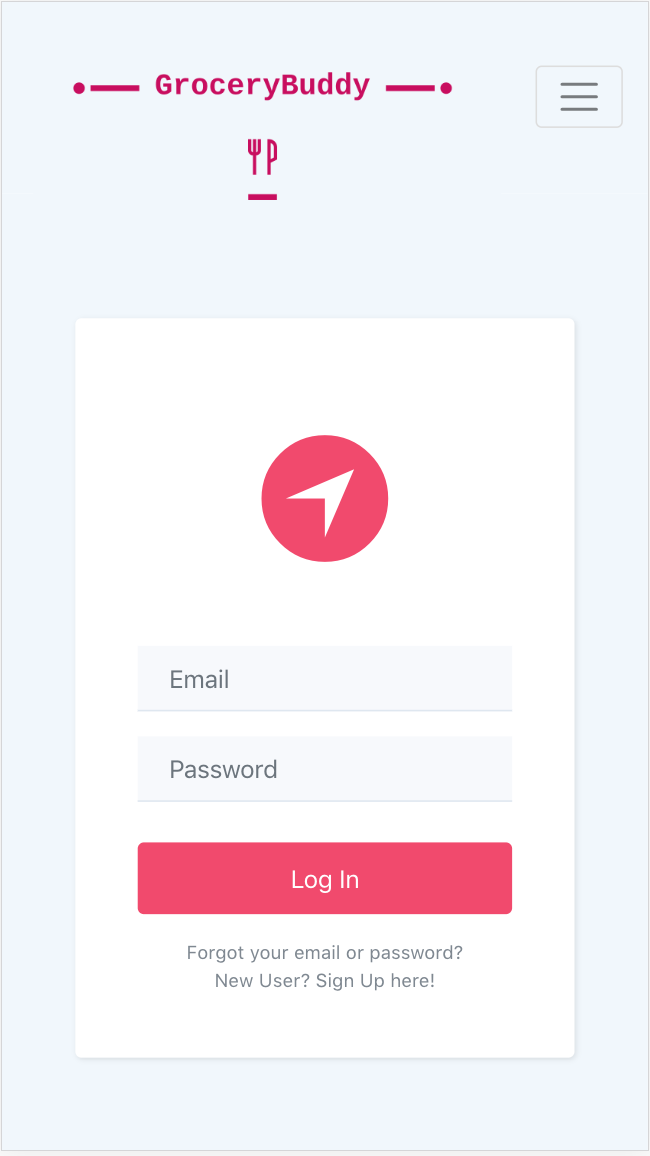 GroceryBuddy
Email
Password
Log In
Forgot your email or password?
New User? Sign Up here!